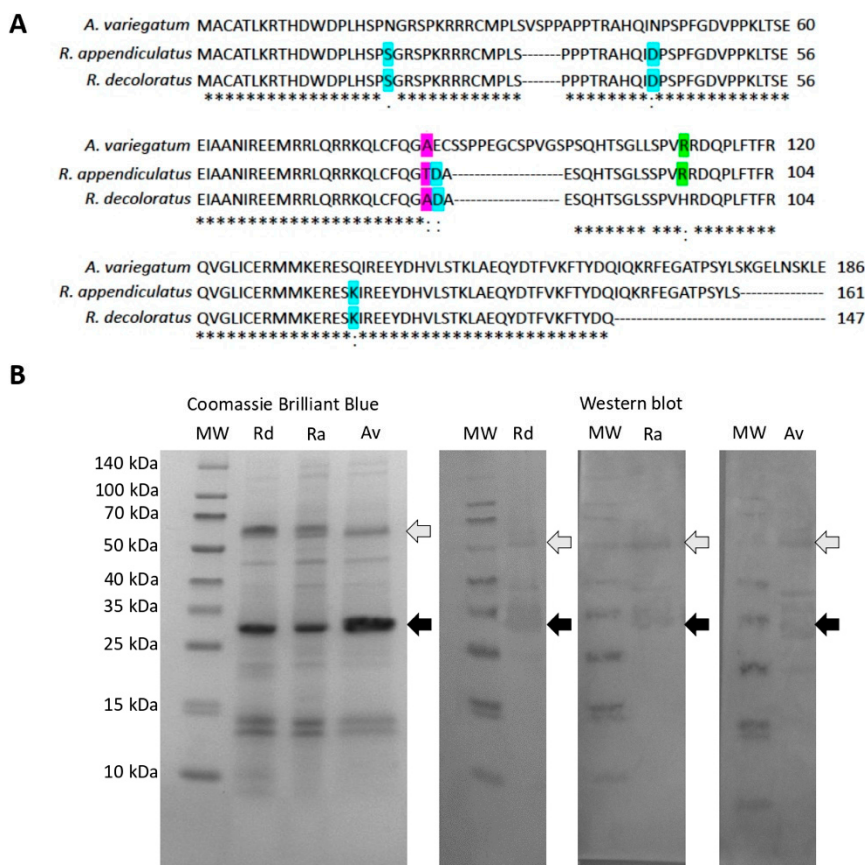 A
A. variegatum MACATLKRTHDWDPLHSPNGRSPKRRRCMPLSVSPPAPPTRAHQINPSPFGDVPPKLTSE 60
R. appendiculatus MACATLKRTHDWDPLHSPSGRSPKRRRCMPLS-------PPPTRAHQIDPSPFGDVPPKLTSE 56
R. decoloratus MACATLKRTHDWDPLHSPSGRSPKRRRCMPLS-------PPPTRAHQIDPSPFGDVPPKLTSE 56
****************** ************* ********:**************
.
A. variegatum EIAANIREEMRRLQRRKQLCFQGAECSSPPEGCSPVGSPSQHTSGLLSPVRRDQPLFTFR 120
R. appendiculatus EIAANIREEMRRLQRRKQLCFQGTDA------------------ESQHTSGLSSPVRRDQPLFTFR 104
R. decoloratus EIAANIREEMRRLQRRKQLCFQGADA------------------ESQHTSGLSSPVHRDQPLFTFR 104
***********************:: ******* ***.*********
A. variegatum QVGLICERMMKERESQIREEYDHVLSTKLAEQYDTFVKFTYDQIQKRFEGATPSYLSKGELNSKLE 186
R. appendiculatus QVGLICERMMKERESKIREEYDHVLSTKLAEQYDTFVKFTYDQIQKRFEGATPSYLS--------------- 161
R. decoloratus QVGLICERMMKERESKIREEYDHVLSTKLAEQYDTFVKFTYDQ--------------------------------------- 147
***************:***************************
B
Coomassie Brilliant Blue Western blot
MW Rd Ra Av MW Rd MW Ra MW Av
140 kDa
100 kDa
70 kDa
50 kDa
40 kDa
35 kDa
25 kDa
15 kDa
10 kDa